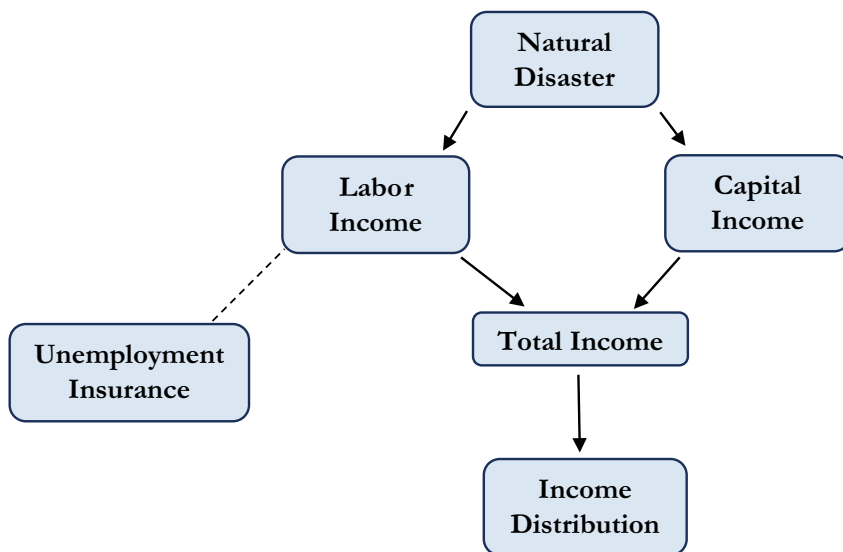 Natural
Disaster
Labor
Income
Capital
Income
Total Income
Unemployment
Insurance
Income
Distribution